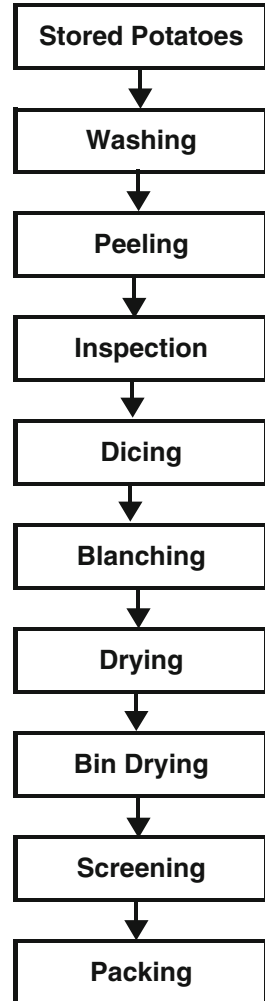 Stored Potatoes
Washing
Peeling
Inspection
Dicing
Blanching
Drying
Bin Drying
Screening
Packing